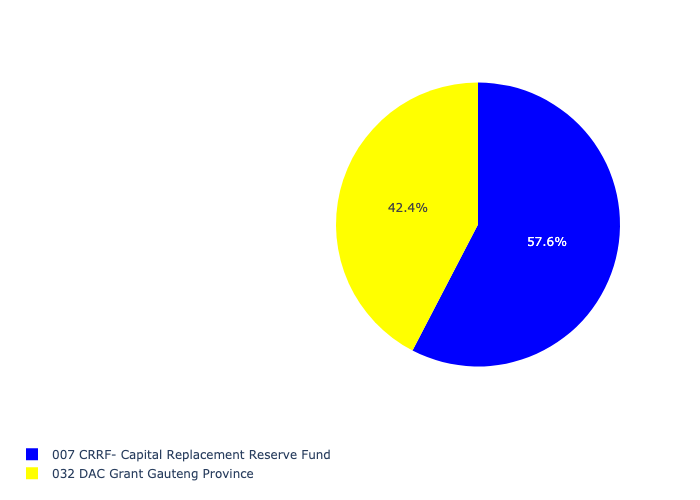 42.4%
57.6%
007 CRRF- Capital Replacement Reserve Fund
032 DAC Grant Gauteng Province